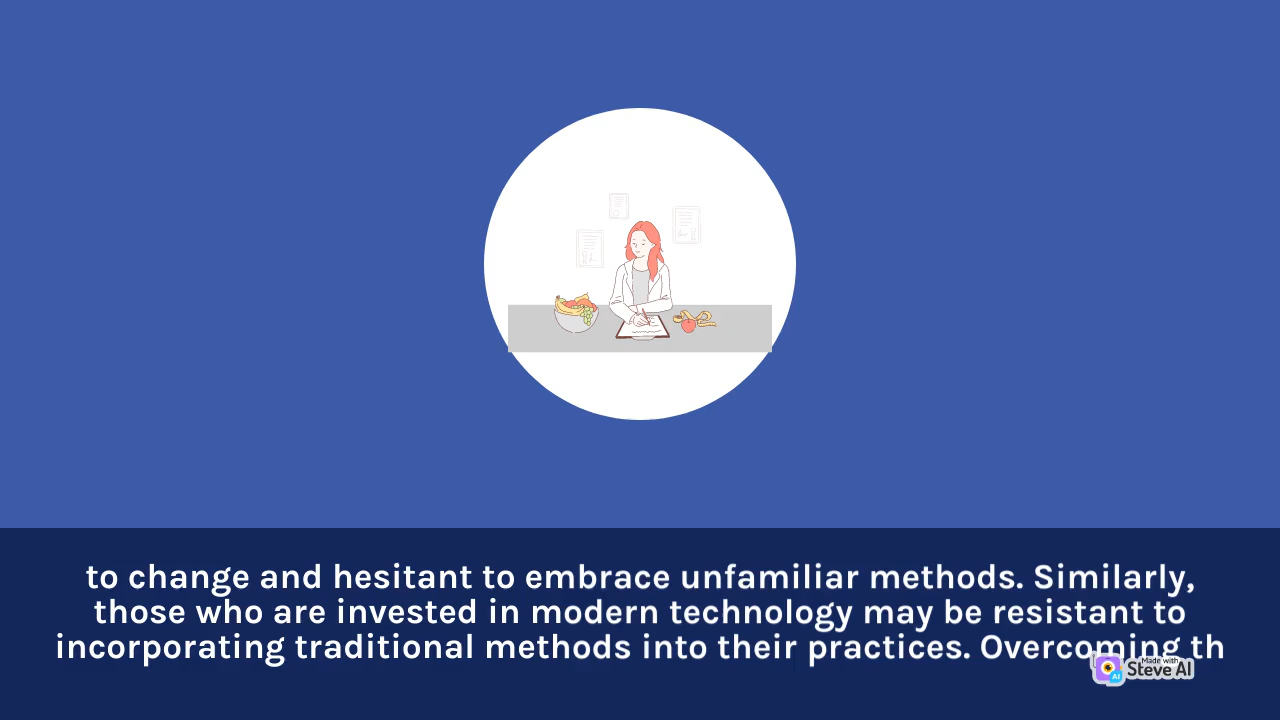 to change and hesitant to embrace unfamiliar methods. Similarly,
those who are invested in modern technology may be resistant to
incorporating traditional methods into their practices. Overcoming th
Made with
Steve AI
AI